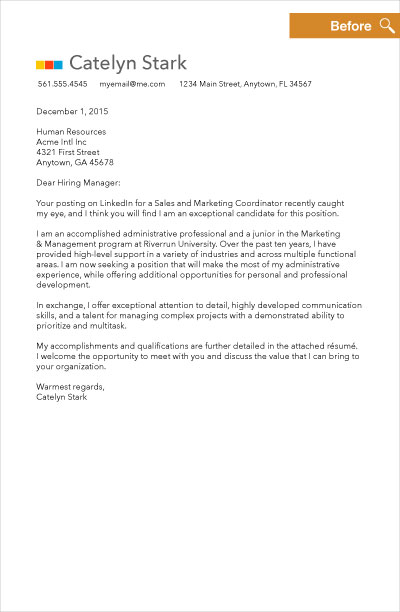 Before
Catelyn Stark
561.555.4545 myemail@me.com 1234 Main Street, Anytown, FL 34567
December 1, 2015
Human Resources
Acme Intl Inc
4321 First Street
Anytown, GA 45678
Dear Hiring Manager:
Your posting on LinkedIn for a Sales and Marketing Coordinator recently caught
my eye, and I think you will find I am an exceptional candidate for this position.
I am an accomplished administrative professional and a junior in the Marketing
& Management program at Riverrun University. Over the past ten years, I have
provided high-level support in a variety of industries and across multiple functional
areas. I am now seeking a position that will make the most of my administrative
experience, while offering additional opportunities for personal and professional
development.
In exchange, I offer exceptional attention to detail, highly developed communication
skills, and a talent for managing complex projects with a demonstrated ability to
prioritize and multitask.
My accomplishments and qualifications are further detailed in the attached résumé.
I welcome the opportunity to meet with you and discuss the value that I can bring to
your organization.
Warmest regards,
Catelyn Stark